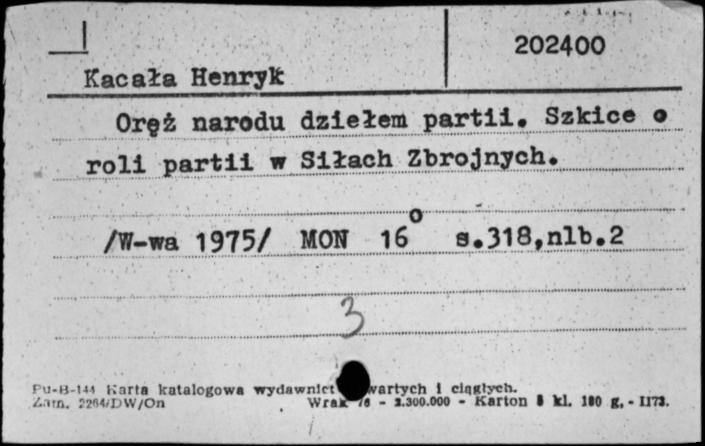 202400
Kacała Henryk
Oręż narodu dziełem partii. Szkice o
roli partii w Siłach Zbrojnych.
/W-wa 1975/ MON 16° s.318,nlb.2
3
Pu-B-144 Karta katalogowa wydawnict wartych i ciągłych.
Zam. 2264/DW/On Wrak 76 - 2.300.000 - Karton kl. 180 g. - 1173.